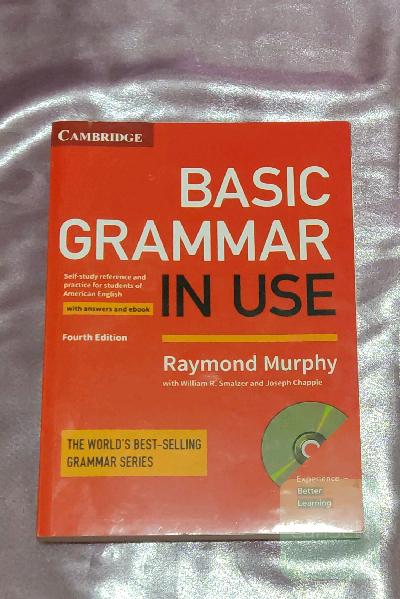 CAMBRIDGE
BASIC
GRAMMAR
IN USE
Self-study reference and
practice for students of
American English
with answers and ebook
Fourth Edition
Raymond Murphy
with William R. Smalzer and Joseph Chapple
THE WORLD'S BEST-SELLING
GRAMMAR SERIES
Experience
Better
Learning